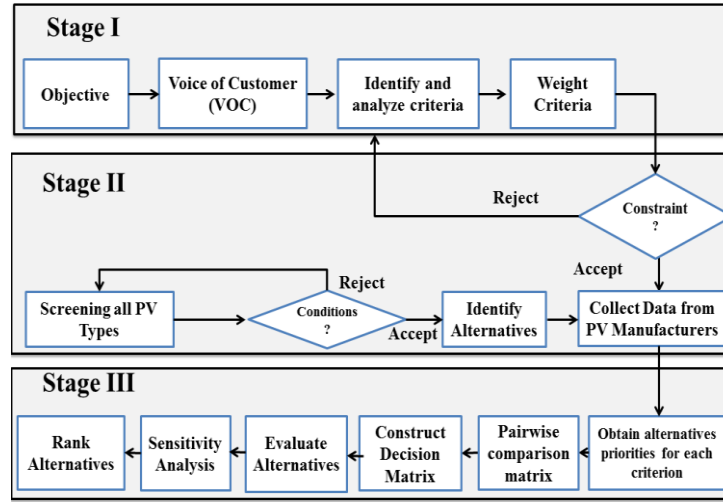 Stage I
Objective
Voice of Customer
(VOC)
Identify and
analyze criteria
Weight
Criteria
Stage II
Reject
Constraint
?
Accept
Reject
Screening all PV
Types
Conditions
?
Accept
Identify
Alternatives
Collect Data from
PV Manufacturers
Stage III
Rank
Alternatives
Sensitivity
Analysis
Evaluate
Alternatives
Construct
Decision
Matrix
Pairwise
comparison
matrix
Obtain alternatives
priorities for each
criterion